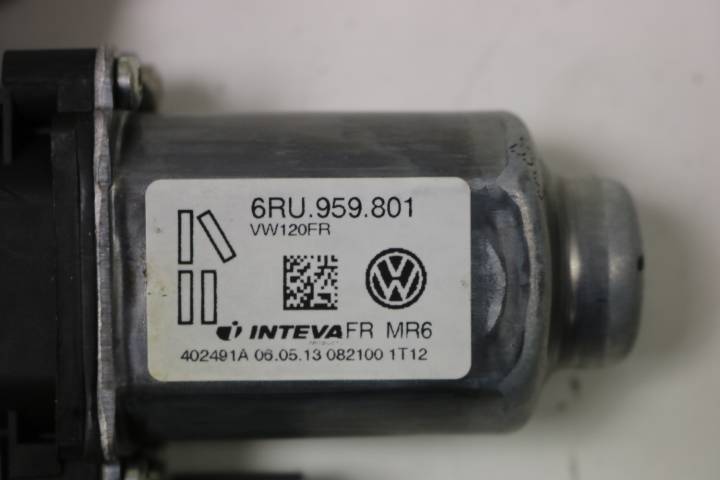 6RU.959.801
VW120FR
INTEVA FR MR6
402491A 06.05.13 082100 1T12